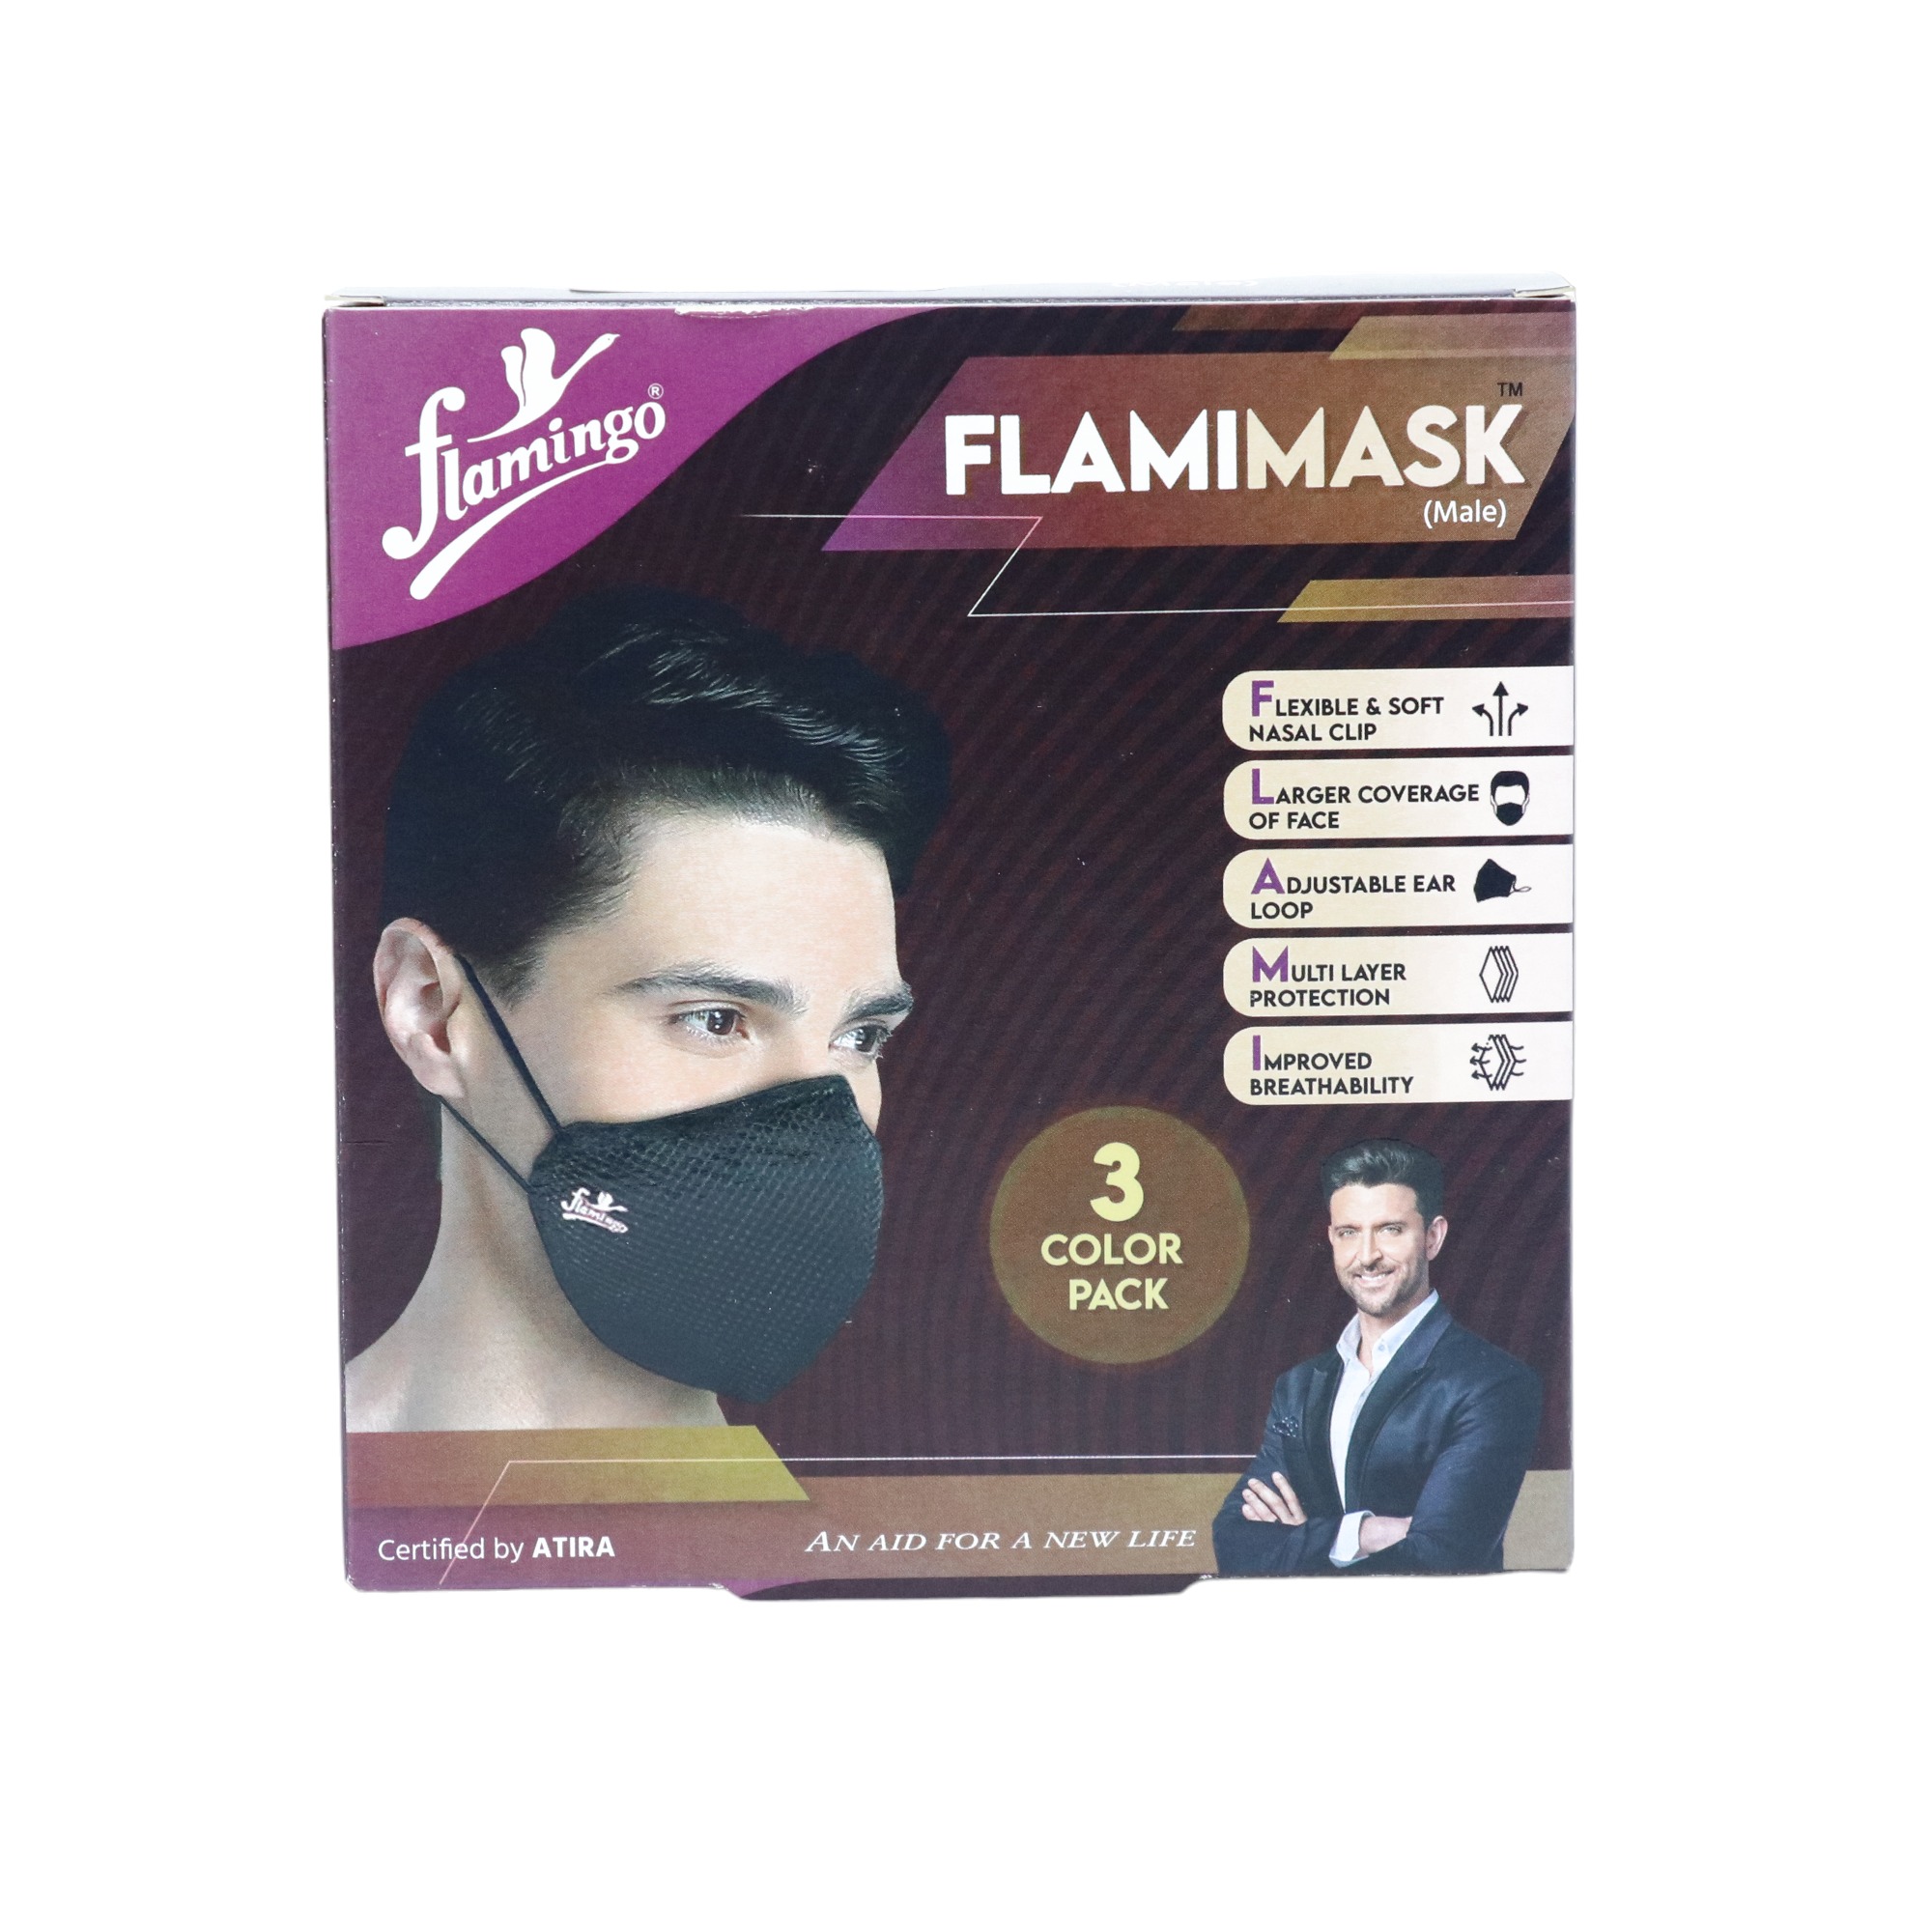 flamingo®
FLAMIMASK™
(Male)
FLEXIBLE & SOFT
NASAL CLIP
LARGER COVERAGE
OF FACE
ADJUSTABLE EAR
LOOP
MULTI LAYER
PROTECTION
IMPROVED
BREATHABILITY
flamingo
3
COLOR
PACK
Certified by ATIRA
AN AID FOR A NEW LIFE